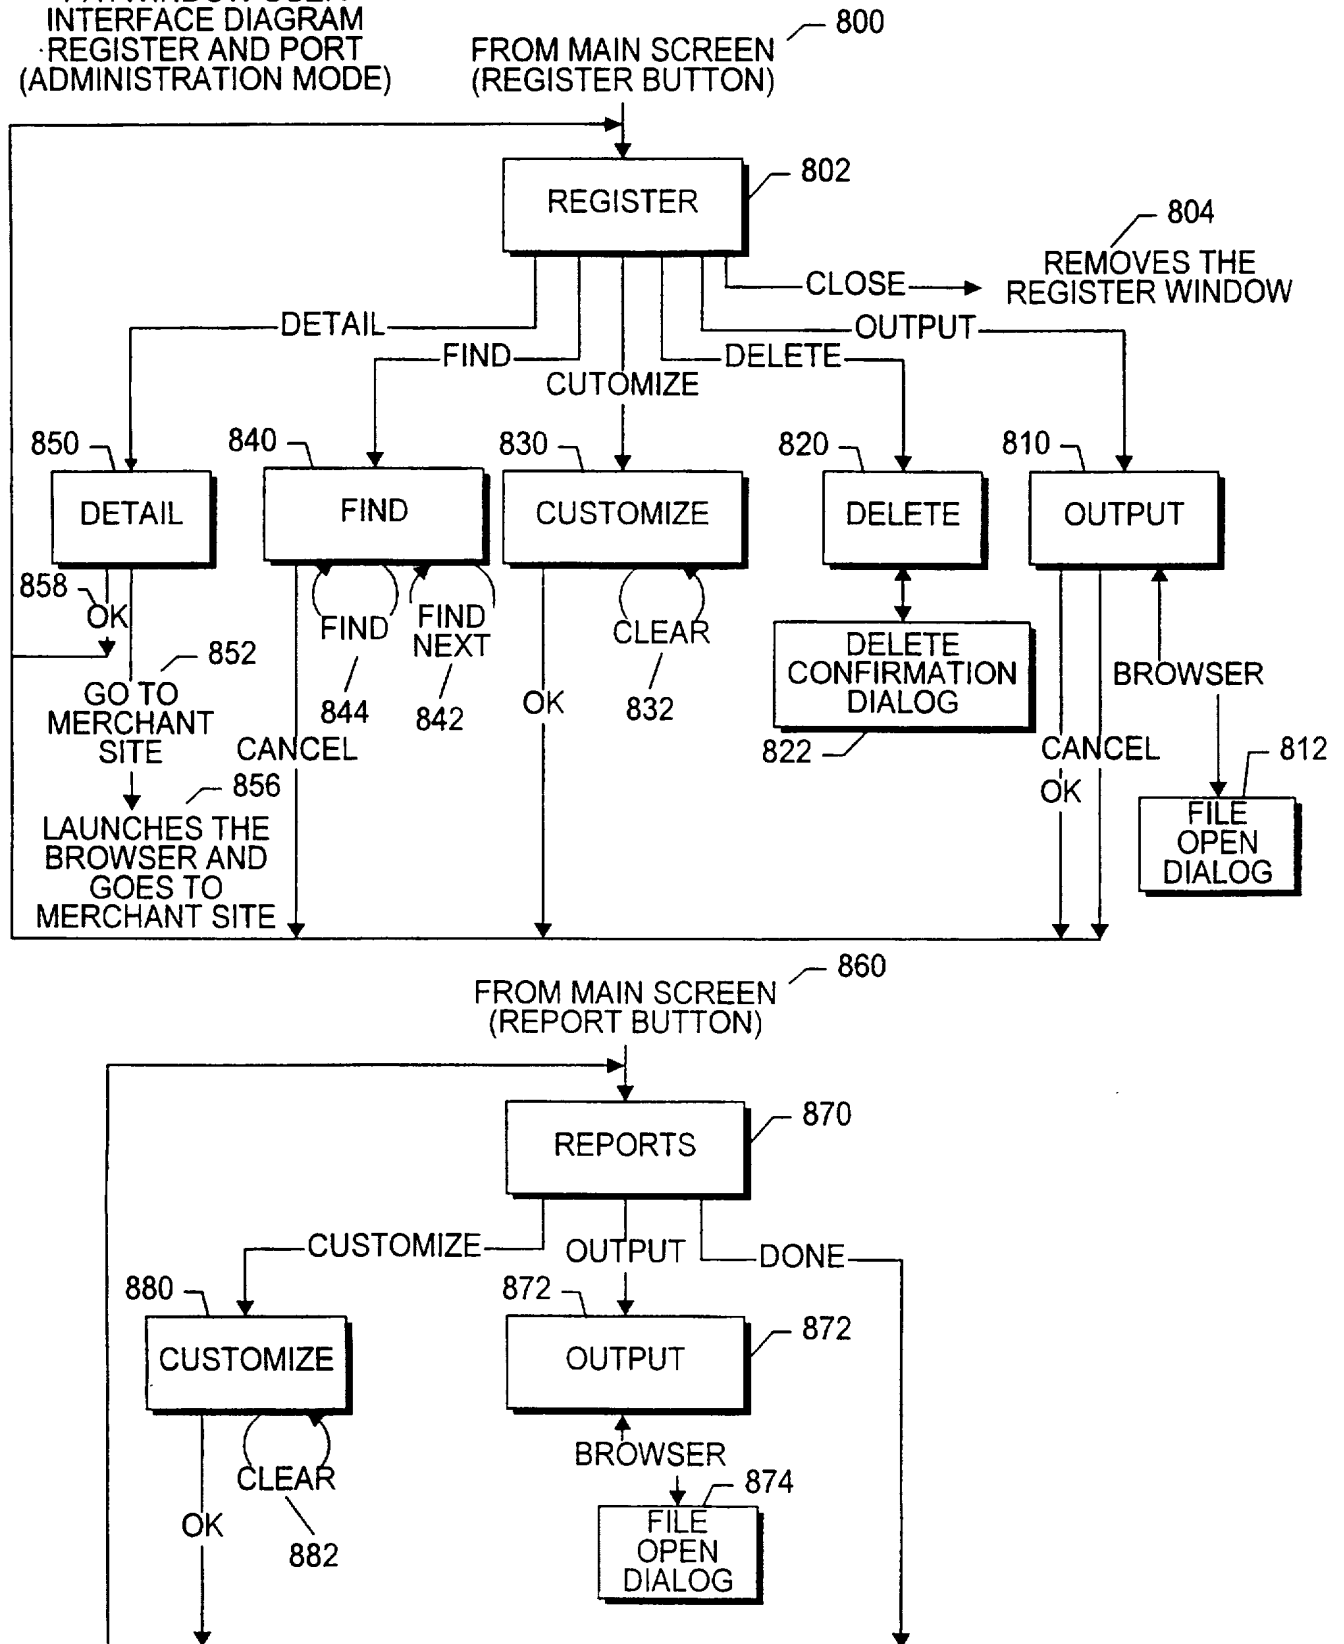 INTERFACE DIAGRAM
REGISTER AND PORT
(ADMINISTRATION MODE)
800
FROM MAIN SCREEN
(REGISTER BUTTON)
802
REGISTER
804
REMOVES THE
REGISTER WINDOW
CLOSE
DETAIL
OUTPUT
FIND
DELETE
CUTOMIZE
850
840
830
820
810
DETAIL
FIND
CUSTOMIZE
DELETE
OUTPUT
858
OK
FIND
FIND
NEXT
CLEAR
DELETE
CONFIRMATION
DIALOG
BROWSER
852
GO TO
MERCHANT
SITE
844
842
OK
832
822
CANCEL
CANCEL
OK
812
856
LAUNCHES THE
BROWSER AND
GOES TO
MERCHANT SITE
FILE
OPEN
DIALOG
860
FROM MAIN SCREEN
(REPORT BUTTON)
870
REPORTS
CUSTOMIZE
OUTPUT
DONE
880
872
872
CUSTOMIZE
OUTPUT
BROWSER
CLEAR
874
OK
882
FILE
OPEN
DIALOG